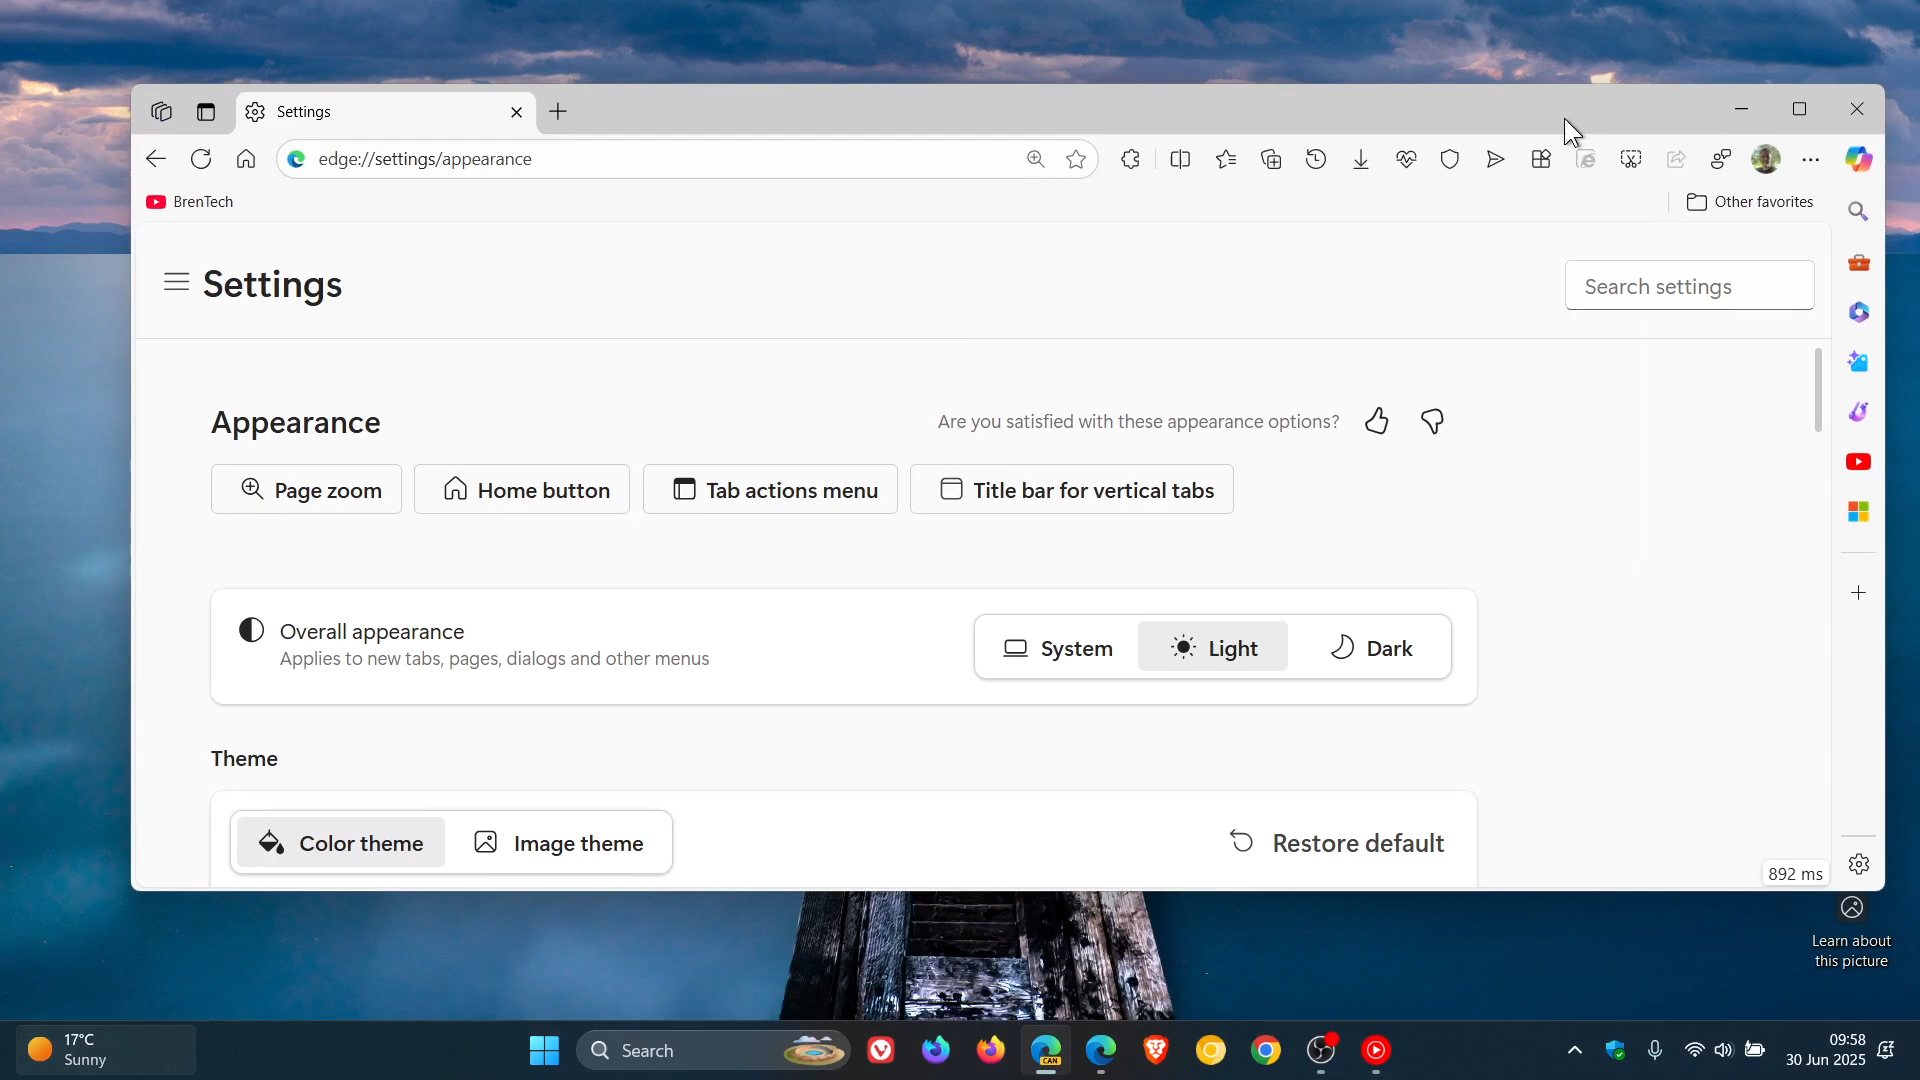 Settings
edge://settings/appearance
BrenTech
Other favorites
Settings
Search settings
Appearance
Are you satisfied with these appearance options?
Page zoom
Home button
Tab actions menu
Title bar for vertical tabs
Overall appearance
Applies to new tabs, pages, dialogs and other menus
System
Light
Dark
Theme
Color theme
Image theme
Restore default
892 ms
Learn about
this picture
17°C
Sunny
Search
CAN
09:58
30 Jun 2025